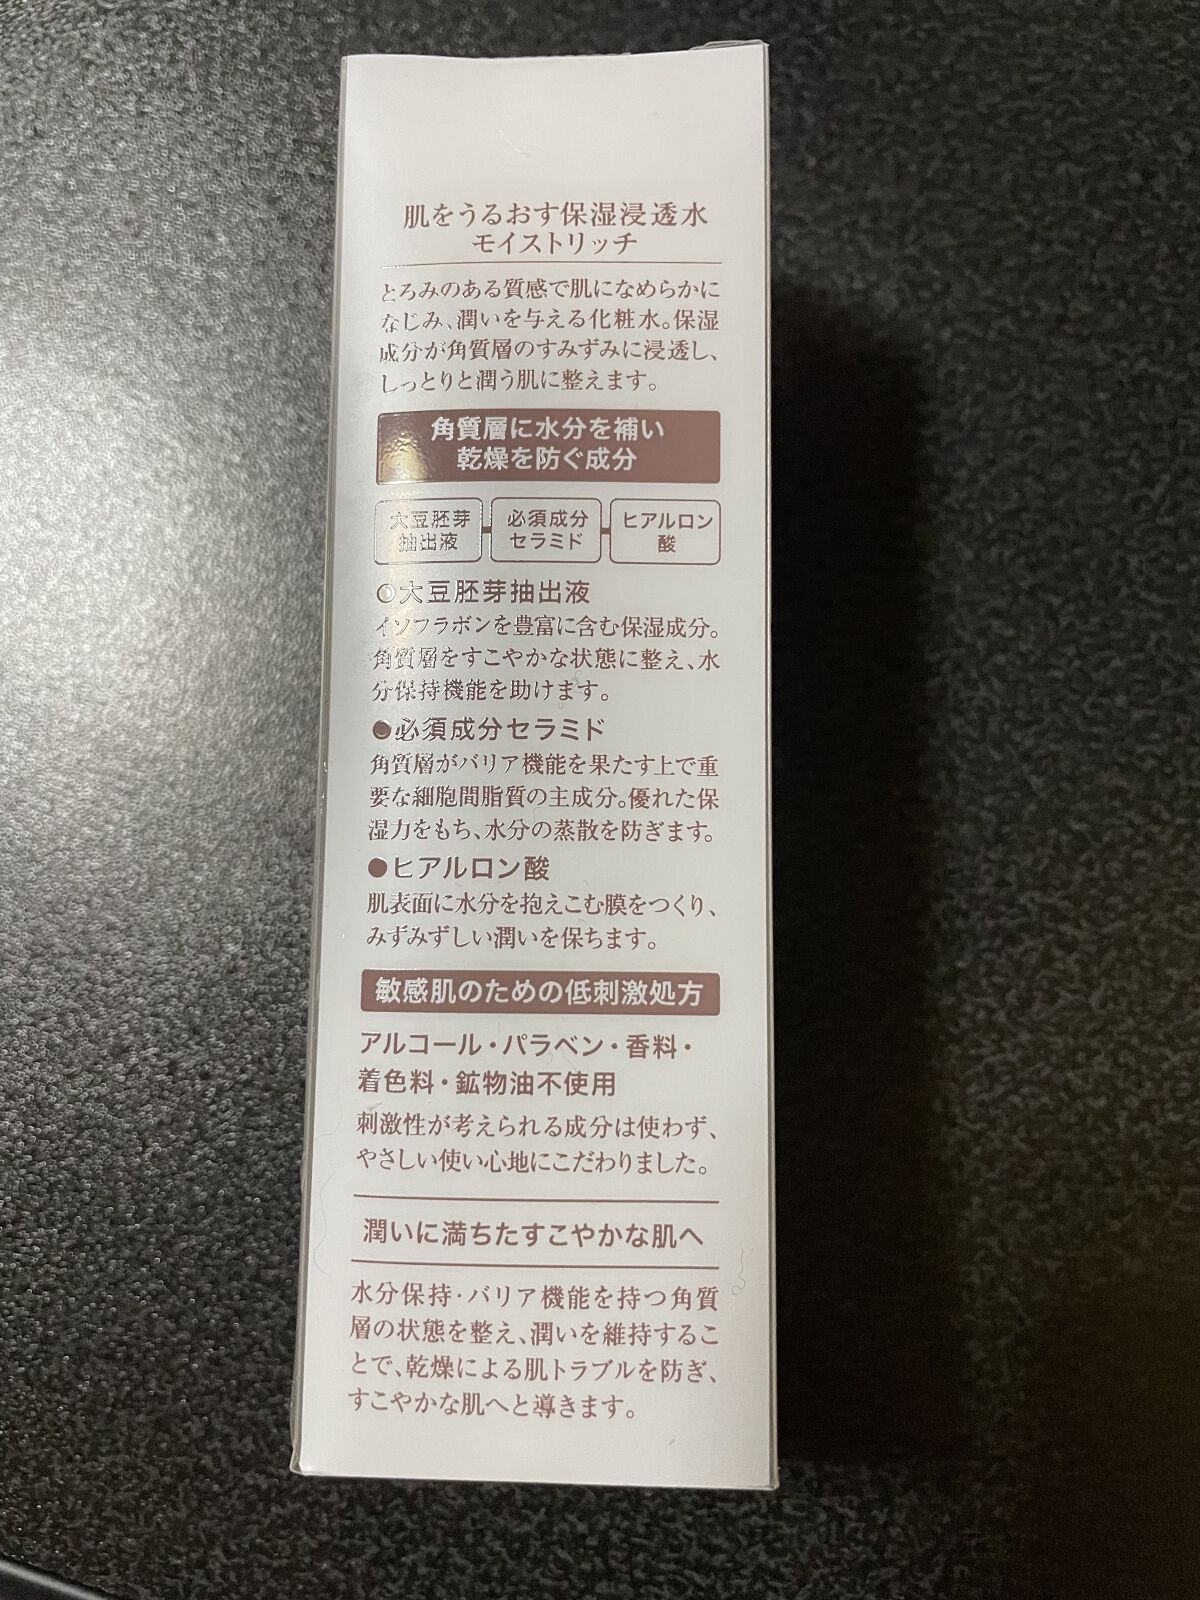 肌をうるおす保湿浸透水
モイストリッチ
とろみのある質感で肌になめらかに
なじみ、潤いを与える化粧水。保湿
成分が角質層のすみずみに浸透し、
しっとりと潤う肌に整えます。
角質層に水分を補い
乾燥を防ぐ成分
大豆胚芽 必須成分 ヒアルロン
抽出液 セラミド 酸
●大豆胚芽抽出液
イソフラボンを豊富に含む保湿成分。
角質層をすこやかな状態に整え、水
分保持機能を助けます。
●必須成分セラミド
角質層がバリア機能を果たす上で重
要な細胞間脂質の主成分。優れた保
湿力をもち、水分の蒸散を防ぎます。
●ヒアルロン酸
肌表面に水分を抱えこむ膜をつくり、
みずみずしい潤いを保ちます。
敏感肌のための低刺激処方
アルコール・パラベン・香料・
着色料・鉱物油不使用
刺激性が考えられる成分は使わず、
やさしい使い心地にこだわりました。
潤いに満ちたすこやかな肌へ
水分保持・バリア機能を持つ角質
層の状態を整え、潤いを維持するこ
とで、乾燥による肌トラブルを防ぎ、
すこやかな肌へと導きます。